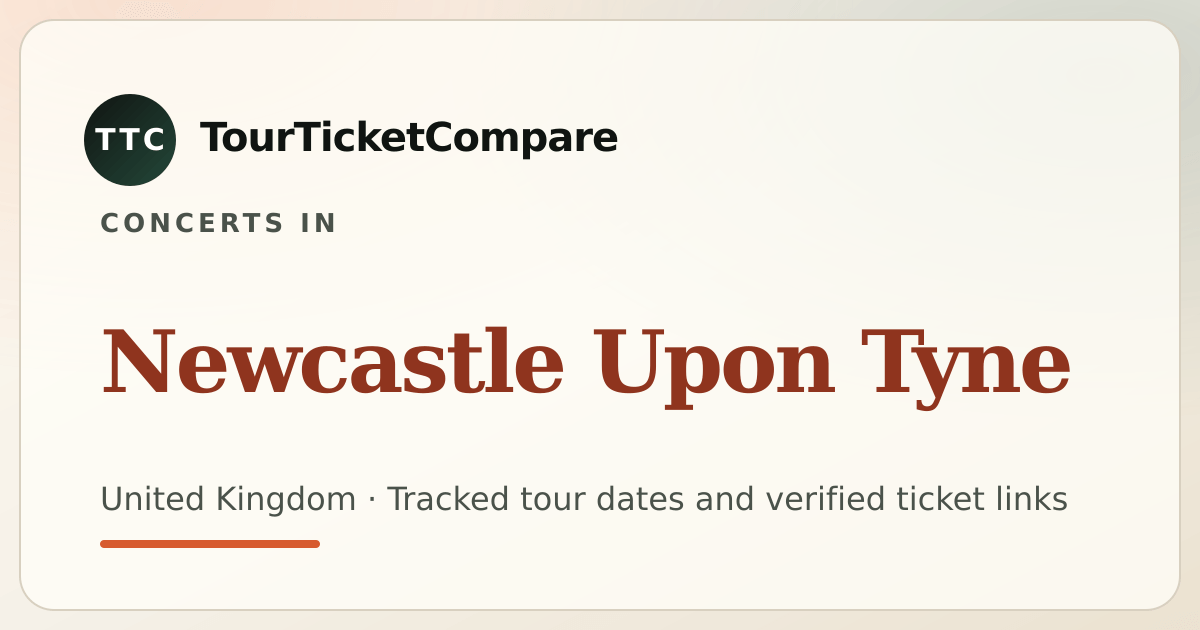 TTC TourTicketCompare
CONCERTS IN
Newcastle Upon Tyne
United Kingdom · Tracked tour dates and verified ticket links